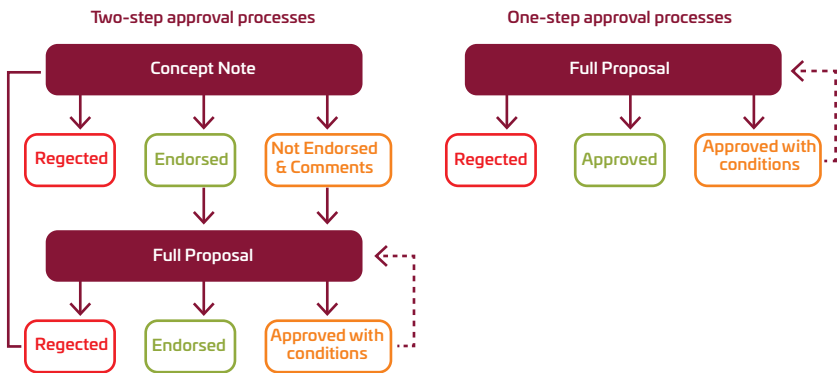 Two-step approval processes
Concept Note
Regected
Endorsed
Not Endorsed
& Comments
Full Proposal
Regected
Endorsed
Approved with
conditions
One-step approval processes
Full Proposal
Regected
Approved
Approved with
conditions